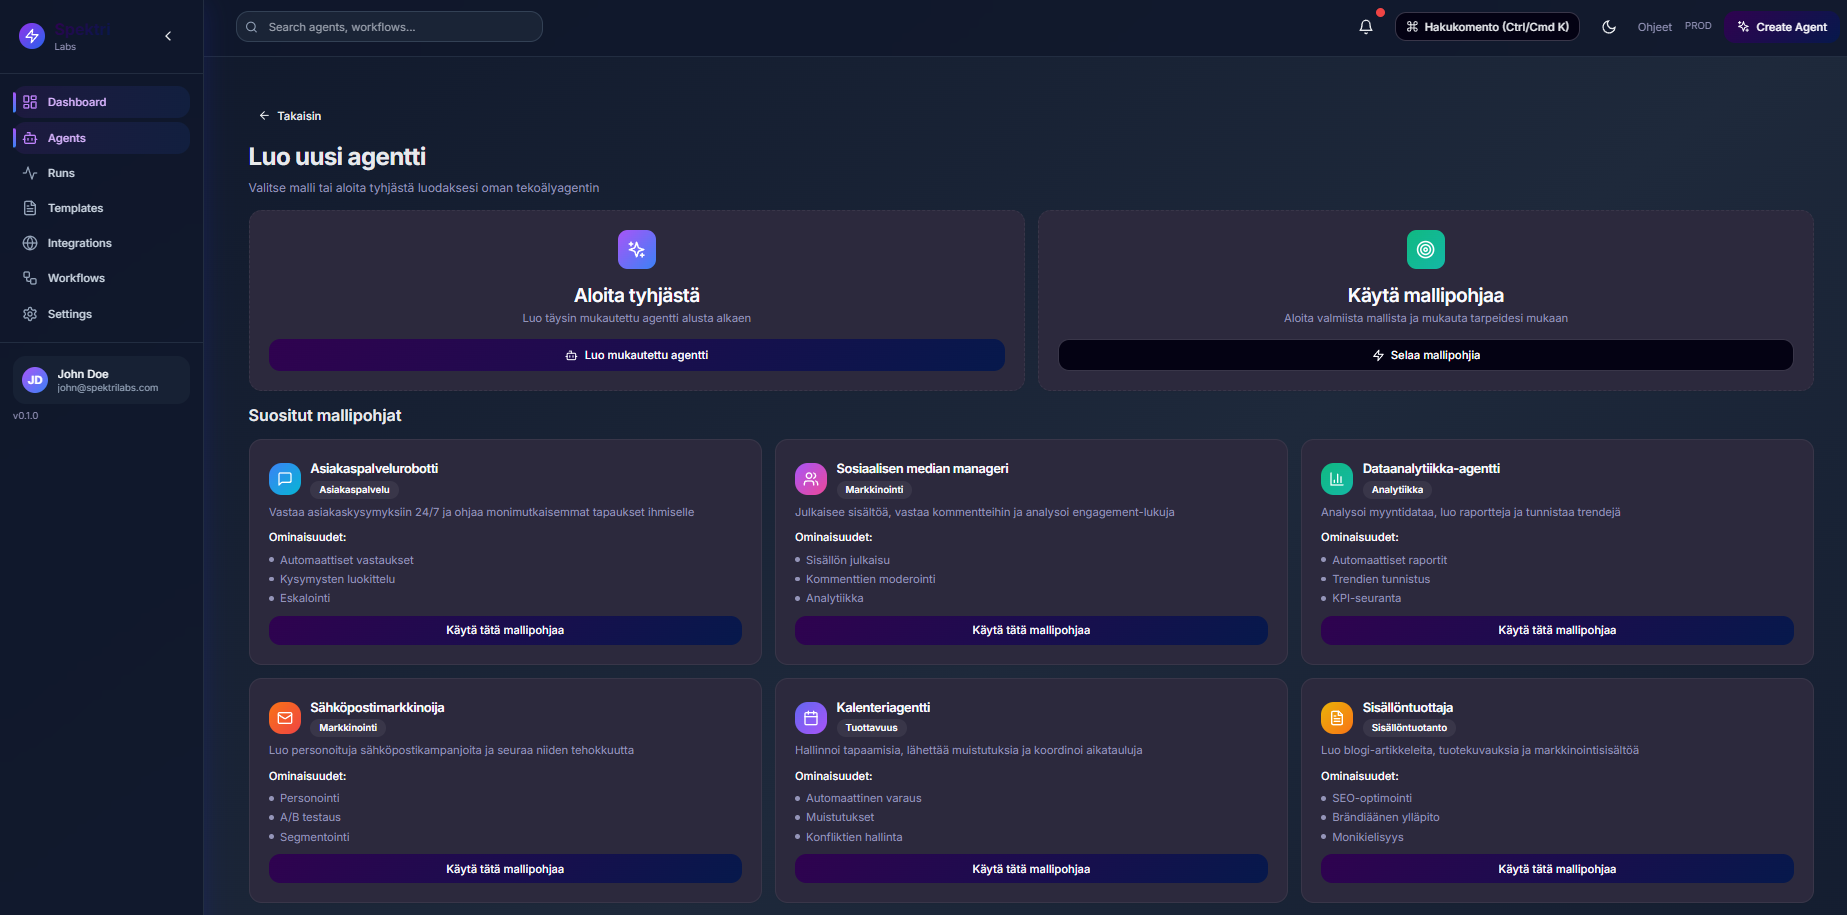 Labs
Search agents, workflows...
⌘ Hakukomento (Ctrl/Cmd K)
Ohjeet
PROD
Create Agent
Dashboard
Agents
Runs
Templates
Integrations
Workflows
Settings
JD
John Doe
john@spektrilabs.com
v0.1.0
Takaisin
Luo uusi agentti
Valitse malli tai aloita tyhjästä luodaksesi oman tekoälyagentin
Aloita tyhjästä
Luo täysin mukautettu agentti alusta alkaen
Luo mukautettu agentti
Käytä mallipohjaa
Aloita valmiista mallista ja mukauta tarpeidesi mukaan
Selaa mallipohjia
Suositut mallipohjat
Asiakaspalvelurobotti
Asiakaspalvelu
Vastaa asiakaskysymyksiin 24/7 ja ohjaa monimutkaisemmat tapaukset ihmiselle
Ominaisuudet:
Automaattiset vastaukset
Kysymysten luokittelu
Eskalointi
Käytä tätä mallipohjaa
Sosiaalisen median manageri
Markkinointi
Julkaisee sisältöä, vastaa kommentteihin ja analysoi engagement-lukuja
Ominaisuudet:
Sisällön julkaisu
Kommenttien moderointi
Analytiikka
Käytä tätä mallipohjaa
Dataanalytiikka-agentti
Analytiikka
Analysoi myyntidataa, luo raportteja ja tunnistaa trendejä
Ominaisuudet:
Automaattiset raportit
Trendien tunnistus
KPI-seuranta
Käytä tätä mallipohjaa
Sähköpostimarkkinoija
Markkinointi
Luo personoituja sähköpostikampanjoita ja seuraa niiden tehokkuutta
Ominaisuudet:
Personointi
A/B testaus
Segmentointi
Käytä tätä mallipohjaa
Kalenteriagentti
Tuottavuus
Hallinnoi tapaamisia, lähettää muistutuksia ja koordinoi aikatauluja
Ominaisuudet:
Automaattinen varaus
Muistutukset
Konfliktien hallinta
Käytä tätä mallipohjaa
Sisällöntuottaja
Sisällöntuotanto
Luo blogi-artikkeleita, tuotekuvauksia ja markkinointisisältöä
Ominaisuudet:
SEO-optimointi
Brändiäänen ylläpito
Monikielisyys
Käytä tätä mallipohjaa